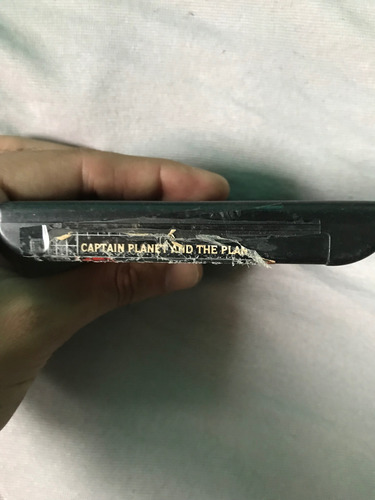 CAPTAIN PLANET AND THE PLAN